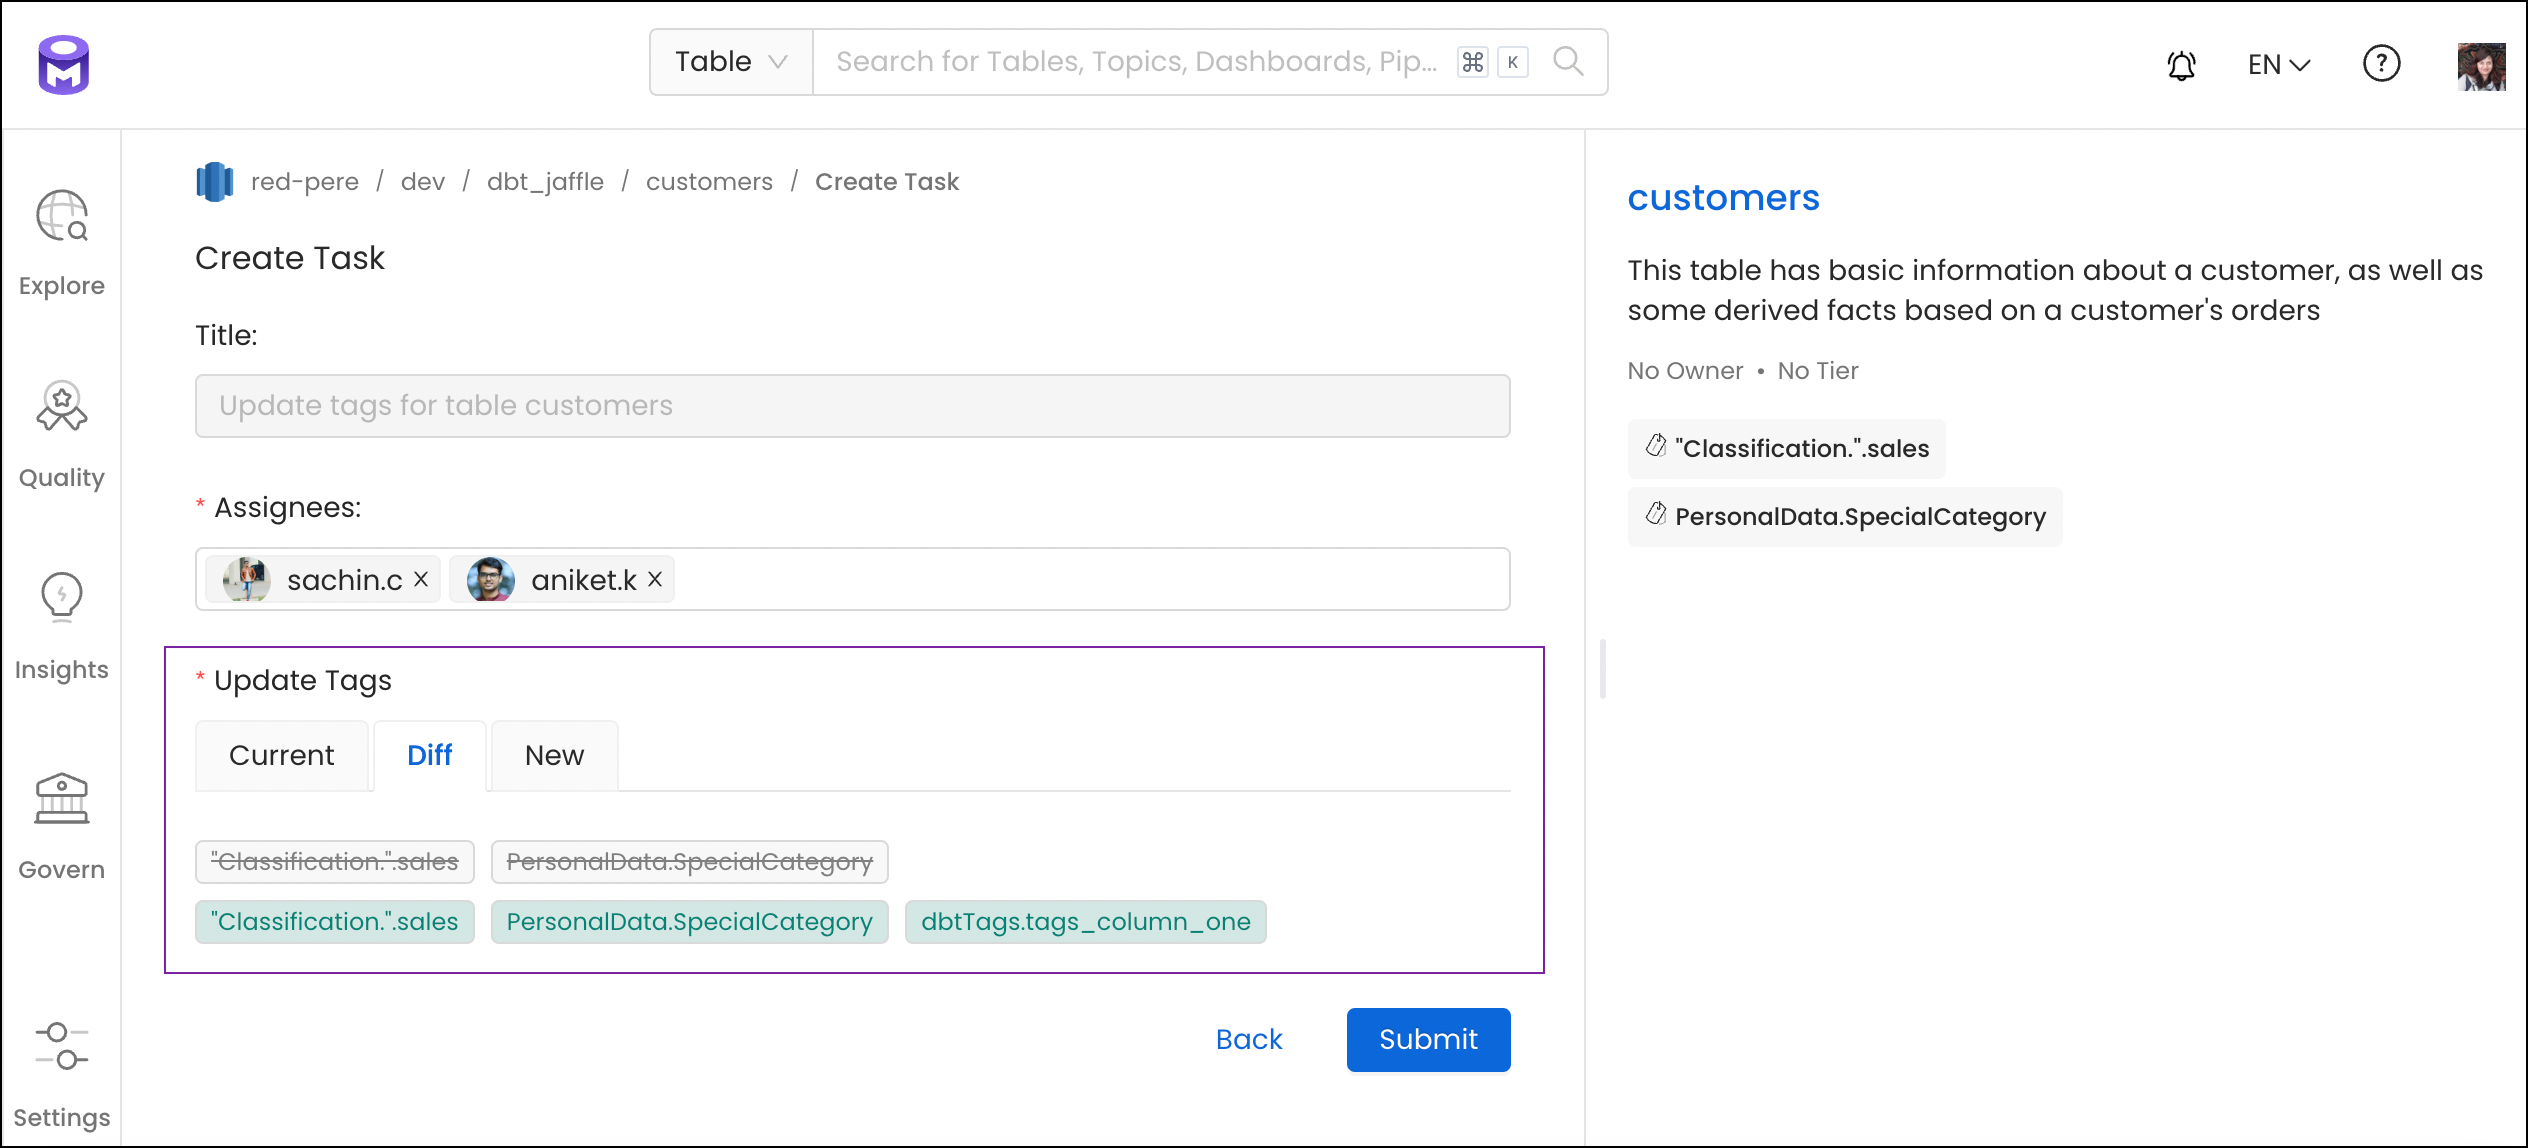 Table
Search for Tables, Topics, Dashboards, Pip... ⌘ K
EN
?
Explore
Quality
Insights
Govern
Settings
red-pere / dev / dbt_jaffle / customers / Create Task
Create Task
Title:
Update tags for table customers
* Assignees:
sachin.c × aniket.k ×
* Update Tags
Current Diff New
"Classification.".sales PersonalData.SpecialCategory
"Classification.".sales PersonalData.SpecialCategory dbtTags.tags_column_one
Back Submit
customers
This table has basic information about a customer, as well as
some derived facts based on a customer's orders
No Owner • No Tier
"Classification.".sales
PersonalData.SpecialCategory